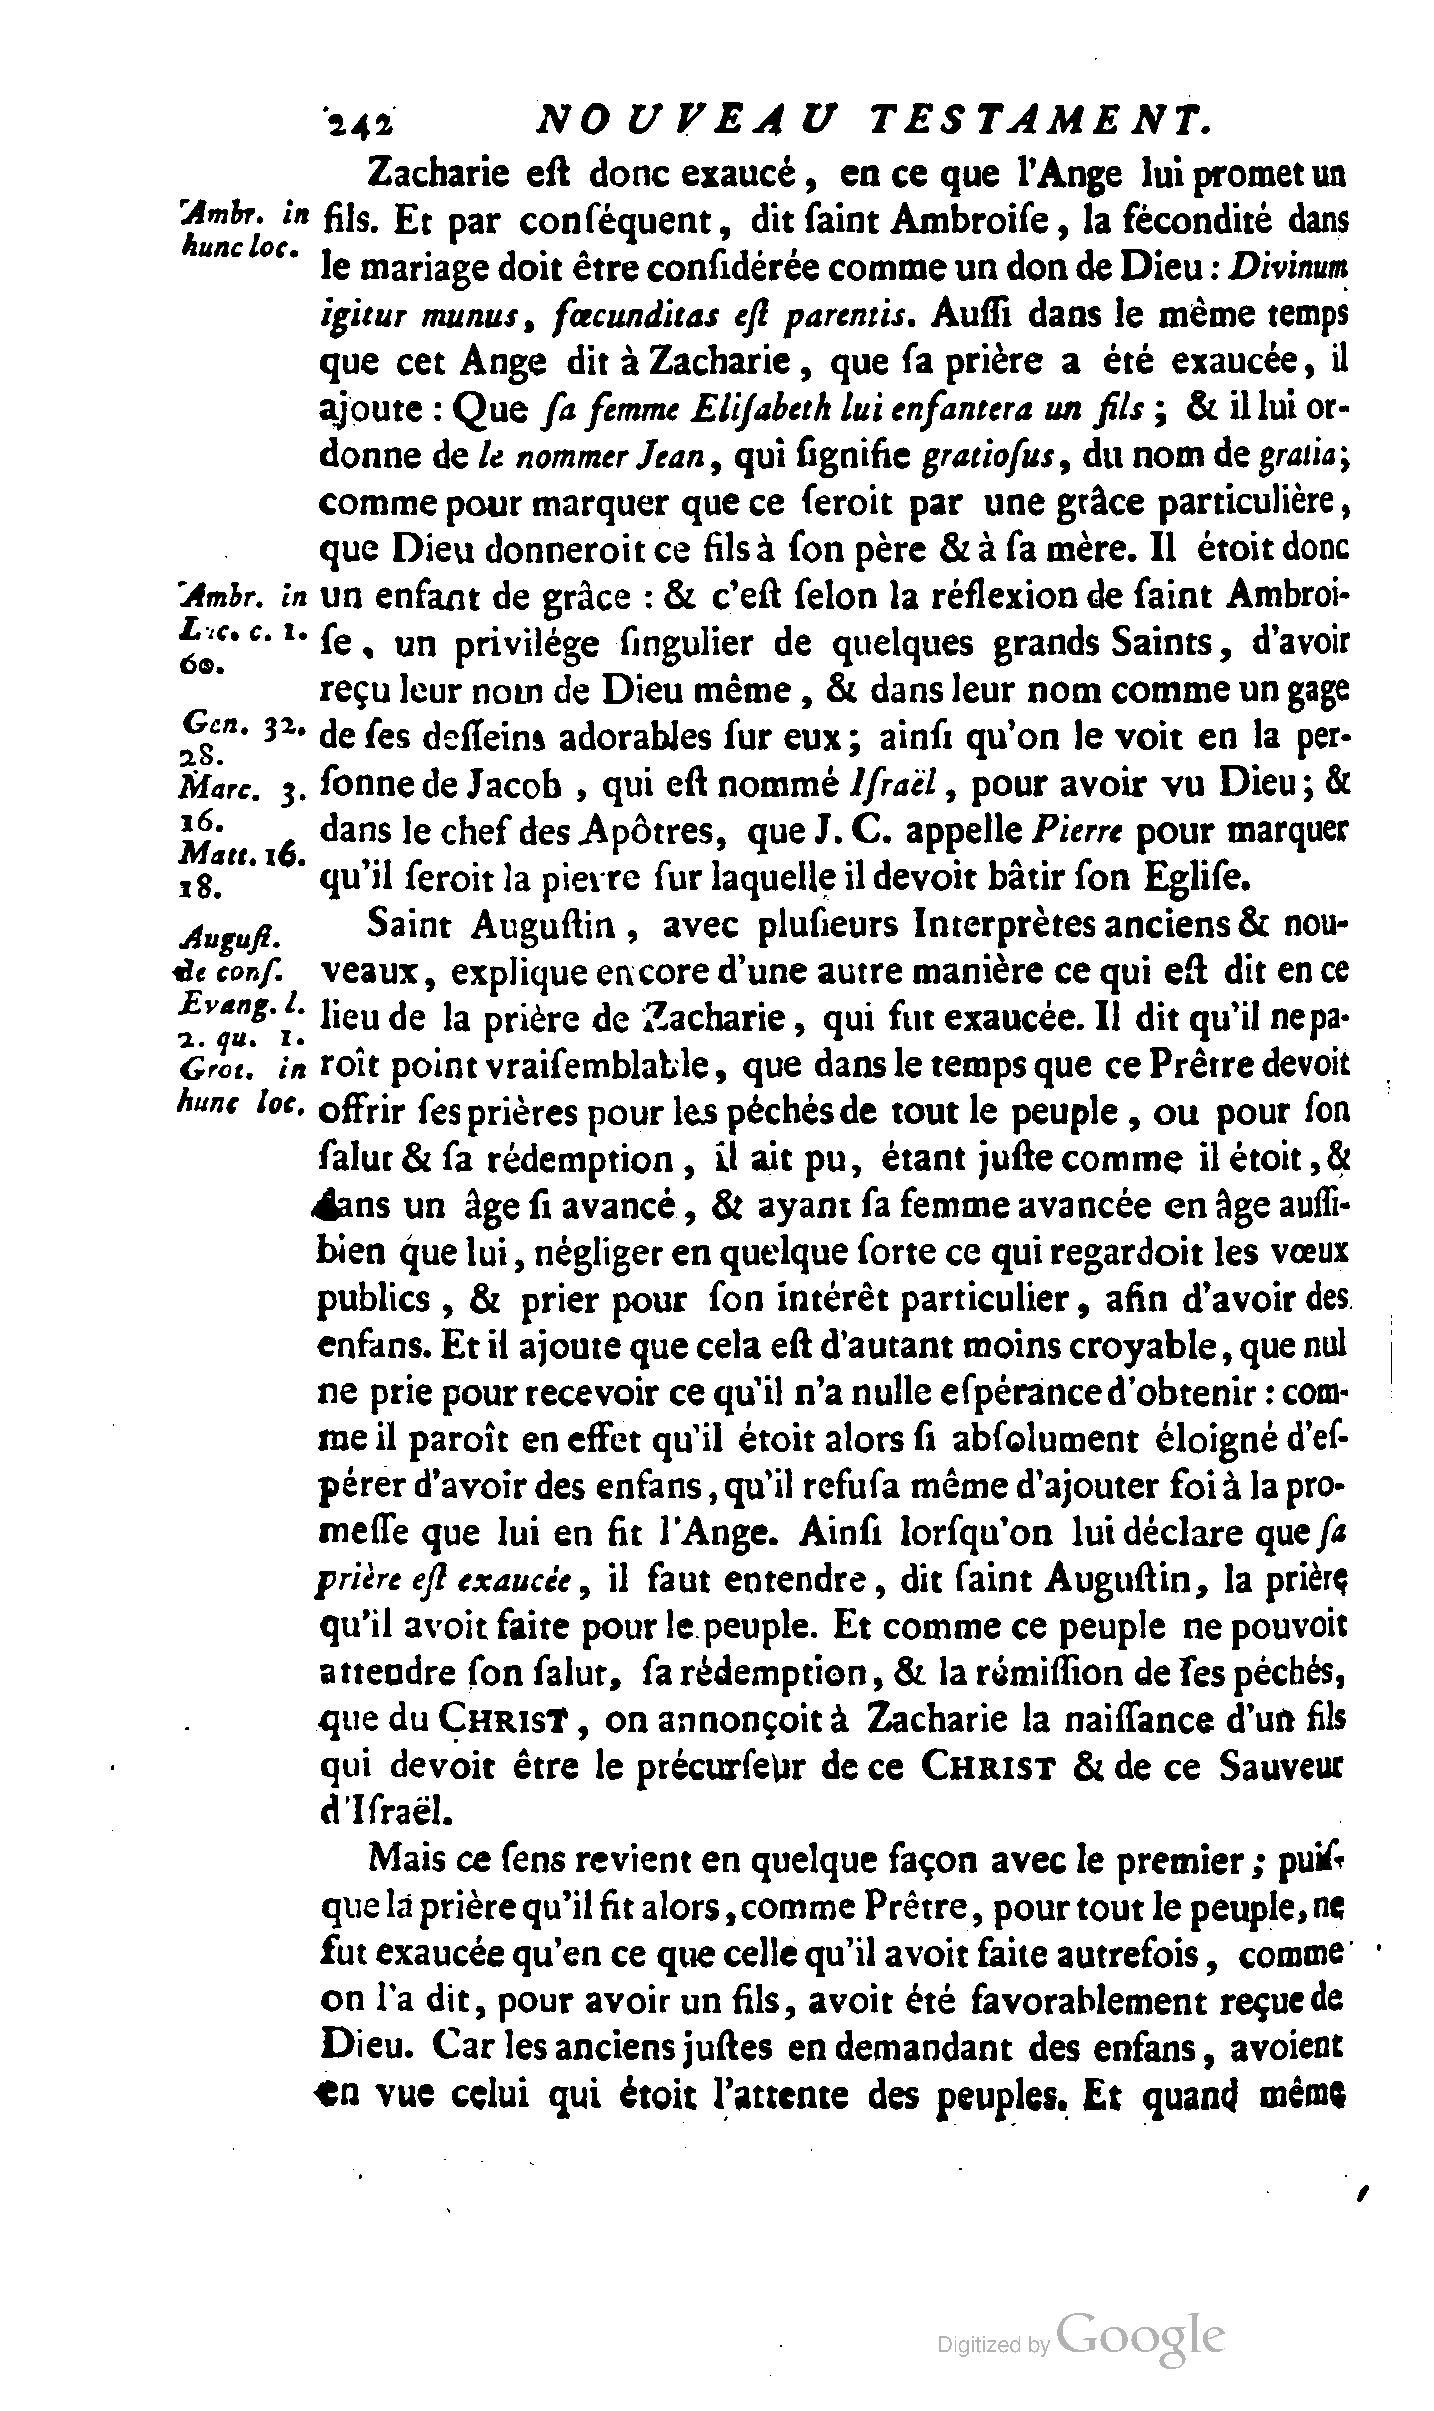 242 NOUVEAU TESTAMENT.
Zacharie eſt donc exaucé, en ce que l'Ange lui promet un
Ambr. in
hunc loc.
fils. Et par conſéquent, dit ſaint Ambroiſe, la fécondité dans
le mariage doit être conſidérée comme un don de Dieu : Divinum
igitur munus, fœcunditas eſt parentis. Auſſi dans le même temps
que cet Ange dit à Zacharie, que ſa prière a été exaucée, il
ajoute : Que ſa femme Eliſabeth lui enfantera un fils ; & il lui or-
donne de le nommer Jean, qui ſignifie gratioſus, du nom de gratia ;
comme pour marquer que ce ſeroit par une grâce particulière,
que Dieu donneroit ce fils à ſon père & à ſa mère. Il étoit donc
Ambr. in
Luc. c. 1.
60.
un enfant de grâce : & c'eſt ſelon la réflexion de ſaint Ambroi-
ſe, un privilége ſingulier de quelques grands Saints, d'avoir
reçu leur nom de Dieu même, & dans leur nom comme un gage
Gen. 32.
28.
Marc. 3.
16.
Matt. 16.
18.
de ſes deſſeins adorables ſur eux ; ainſi qu'on le voit en la per-
ſonne de Jacob, qui eſt nommé Iſraël, pour avoir vu Dieu ; &
dans le chef des Apôtres, que J. C. appelle Pierre pour marquer
qu'il ſeroit la pierre ſur laquelle il devoit bâtir ſon Egliſe.
Auguſt.
de conſ.
Evang. l.
2. qu. 1.
Grot. in
hunc loc.
Saint Auguſtin, avec pluſieurs Interprètes anciens & nou-
veaux, explique encore d'une autre manière ce qui eſt dit en ce
lieu de la prière de Zacharie, qui fut exaucée. Il dit qu'il ne pa-
roît point vraiſemblable, que dans le temps que ce Prêtre devoit
offrir ſes prières pour les péchés de tout le peuple, ou pour ſon
ſalut & ſa rédemption, il ait pu, étant juſte comme il étoit, &
dans un âge ſi avancé, & ayant ſa femme avancée en âge auſſi-
bien que lui, négliger en quelque ſorte ce qui regardoit les vœux
publics, & prier pour ſon intérêt particulier, afin d'avoir des
enfans. Et il ajoute que cela eſt d'autant moins croyable, que nul
ne prie pour recevoir ce qu'il n'a nulle eſpérance d'obtenir : com-
me il paroît en effet qu'il étoit alors ſi abſolument éloigné d'eſ-
pérer d'avoir des enfans, qu'il refuſa même d'ajouter foi à la pro-
meſſe que lui en fit l'Ange. Ainſi lorſqu'on lui déclare que ſa
prière eſt exaucée, il faut entendre, dit ſaint Auguſtin, la prière
qu'il avoit faite pour le peuple. Et comme ce peuple ne pouvoit
attendre ſon ſalut, ſa rédemption, & la rémiſſion de ſes péchés,
que du CHRIST, on annonçoit à Zacharie la naiſſance d'un fils
qui devoit être le précurſeur de ce CHRIST & de ce Sauveur
d'Iſraël.
Mais ce ſens revient en quelque façon avec le premier ; puiſ-
que la prière qu'il fit alors, comme Prêtre, pour tout le peuple, ne
fut exaucée qu'en ce que celle qu'il avoit faite autrefois, comme
on l'a dit, pour avoir un fils, avoit été favorablement reçue de
Dieu. Car les anciens juſtes en demandant des enfans, avoient
en vue celui qui étoit l'attente des peuples. Et quand même
Digitized by Google